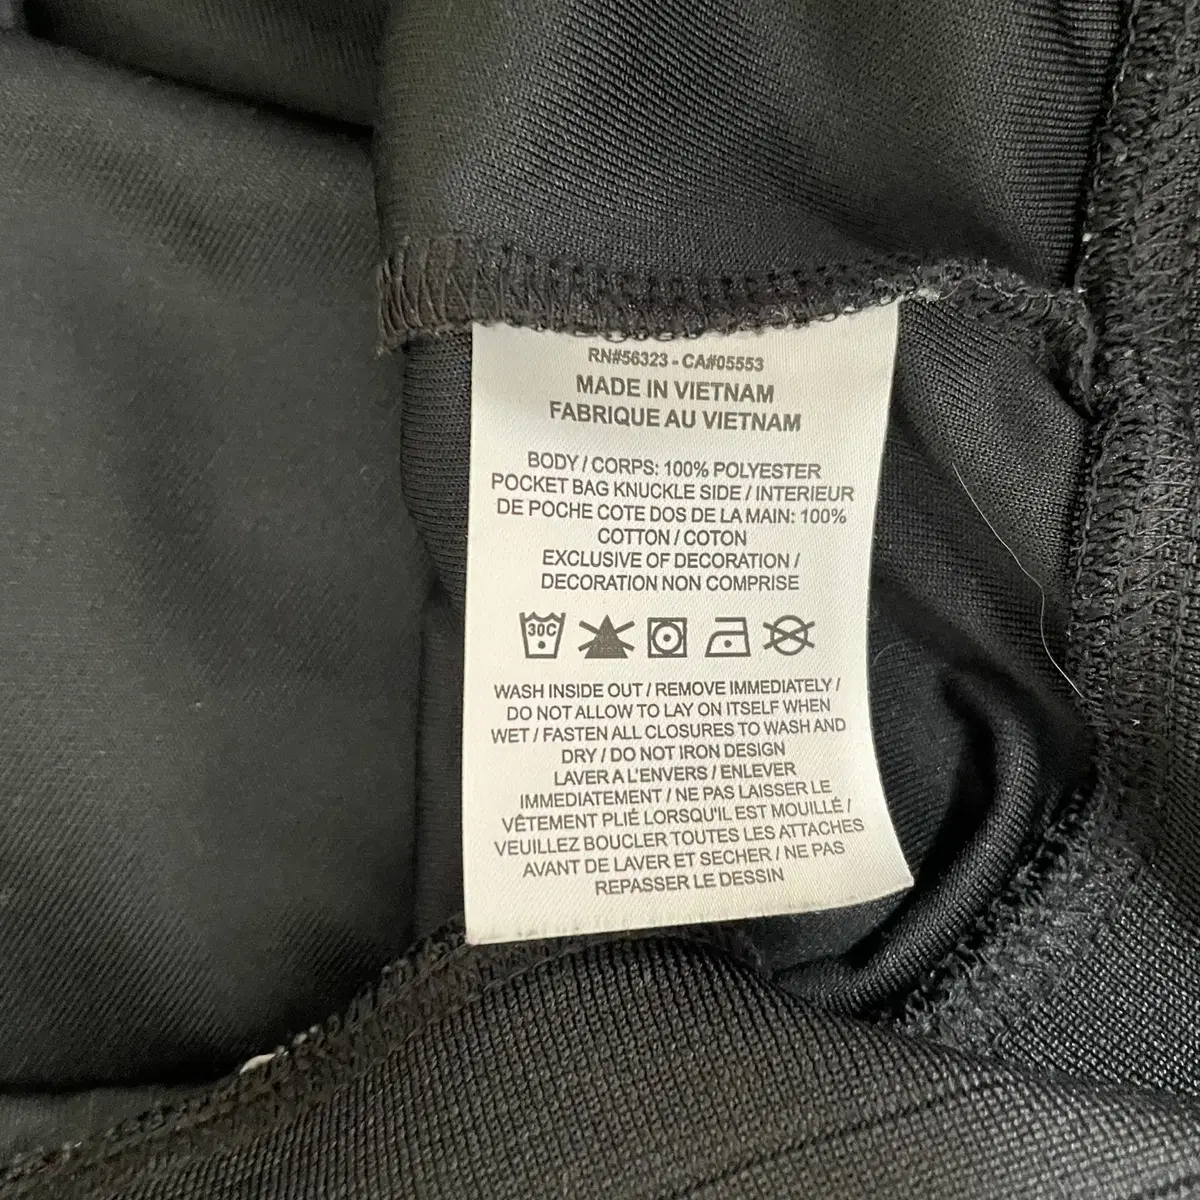 RN#56323 - CA#05553
MADE IN VIETNAM
FABRIQUE AU VIETNAM
BODY / CORPS: 100% POLYESTER
POCKET BAG KNUCKLE SIDE / INTERIEUR
DE POCHE COTE DOS DE LA MAIN: 100%
COTTON / COTON
EXCLUSIVE OF DECORATION /
DECORATION NON COMPRISE
30C
WASH INSIDE OUT / REMOVE IMMEDIATELY /
DO NOT ALLOW TO LAY ON ITSELF WHEN
WET / FASTEN ALL CLOSURES TO WASH AND
DRY / DO NOT IRON DESIGN
LAVER A L'ENVERS / ENLEVER
IMMEDIATEMENT / NE PAS LAISSER LE
VÊTEMENT PLIÉ LORSQU'IL EST MOUILLÉ /
VEUILLEZ BOUCLER TOUTES LES ATTACHES
AVANT DE LAVER ET SECHER / NE PAS
REPASSER LE DESSIN